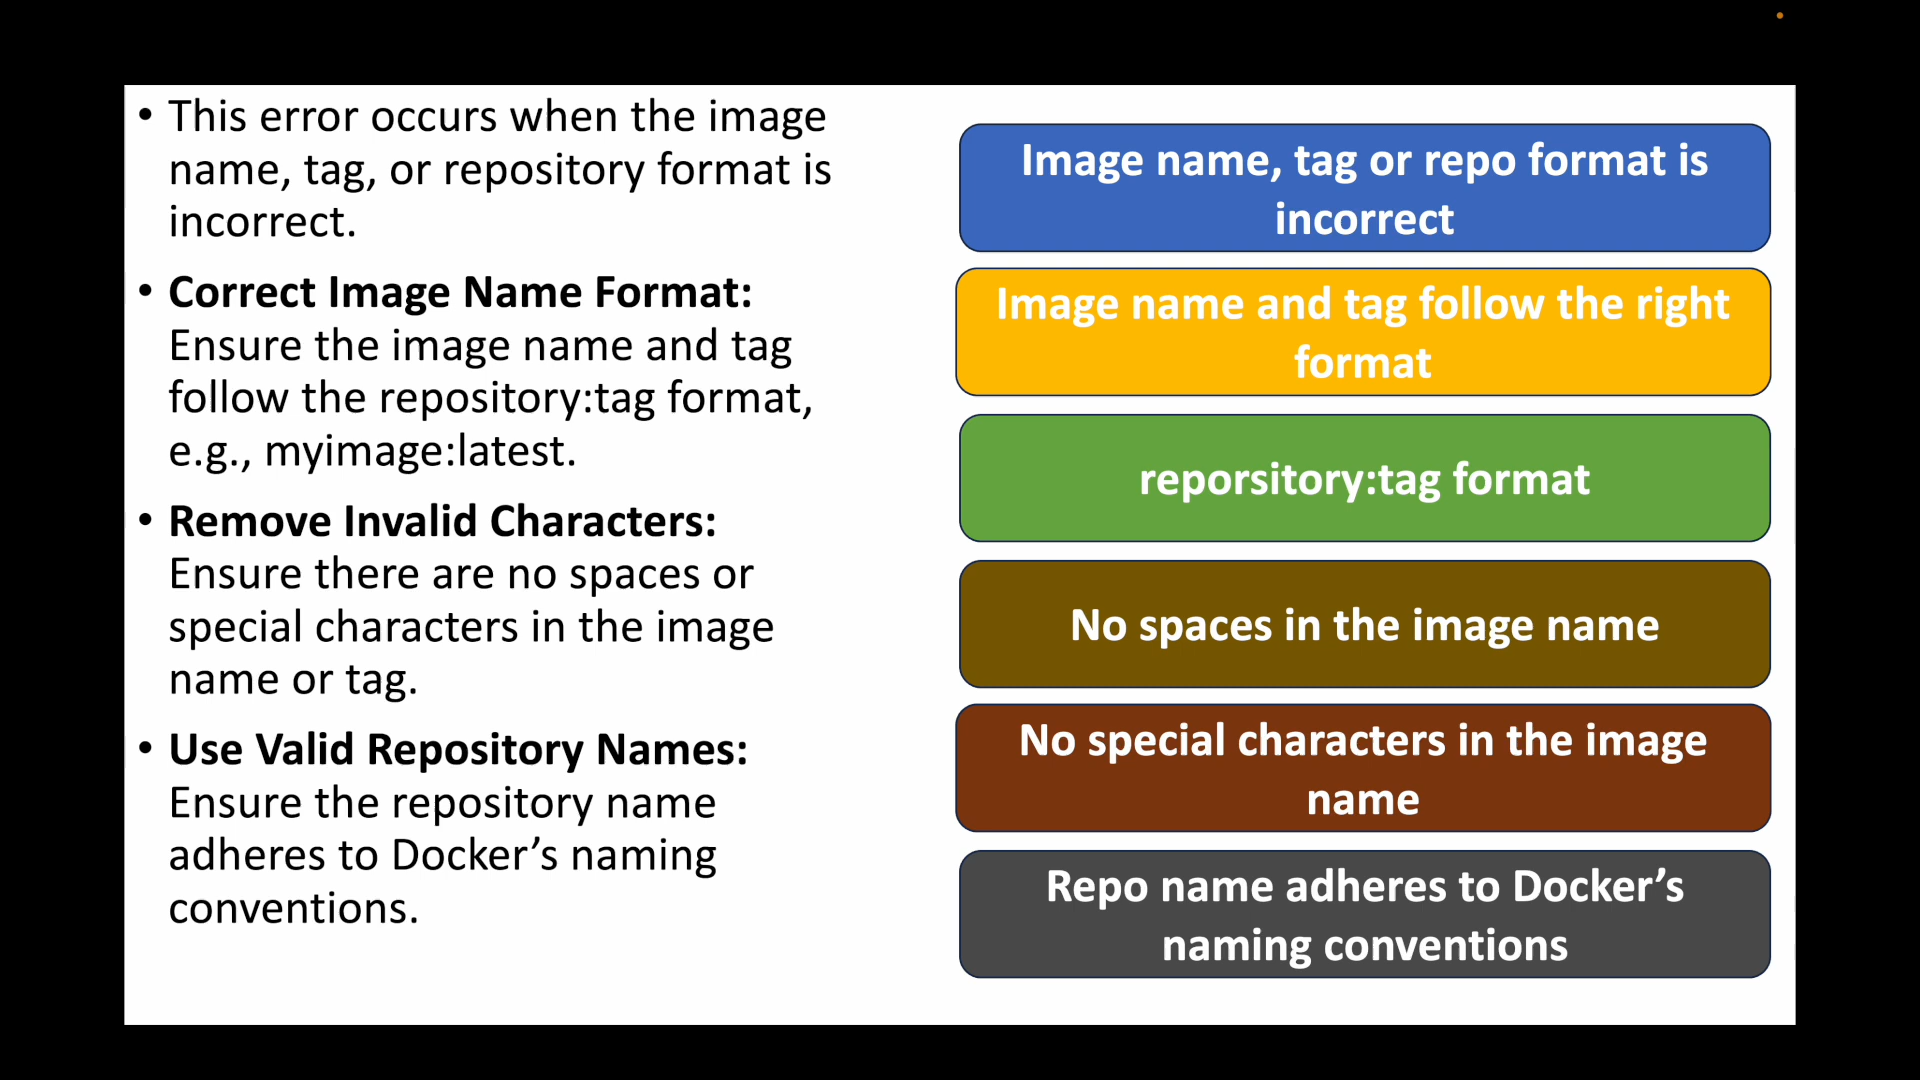 • This error occurs when the image
name, tag, or repository format is
incorrect.
• Correct Image Name Format:
Ensure the image name and tag
follow the repository:tag format,
e.g., myimage:latest.
• Remove Invalid Characters:
Ensure there are no spaces or
special characters in the image
name or tag.
• Use Valid Repository Names:
Ensure the repository name
adheres to Docker’s naming
conventions.
Image name, tag or repo format is
incorrect
Image name and tag follow the right
format
reporsitory:tag format
No spaces in the image name
No special characters in the image
name
Repo name adheres to Docker’s
naming conventions